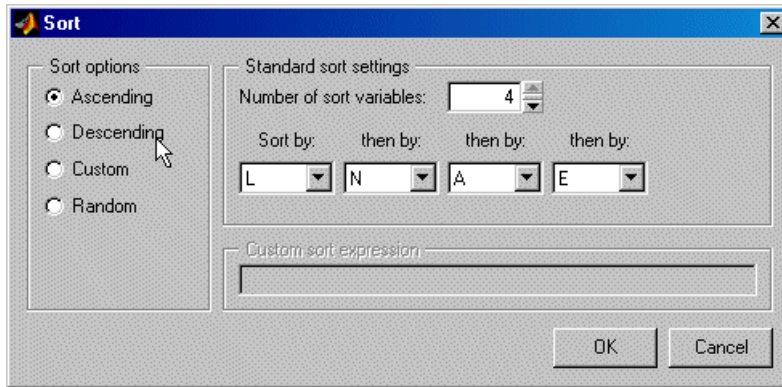 Sort
Sort options
Ascending
Descending
Custom
Random
Standard sort settings
Number of sort variables: 4
Sort by: then by: then by: then by:
L N A E
Custom sort expression
OK Cancel